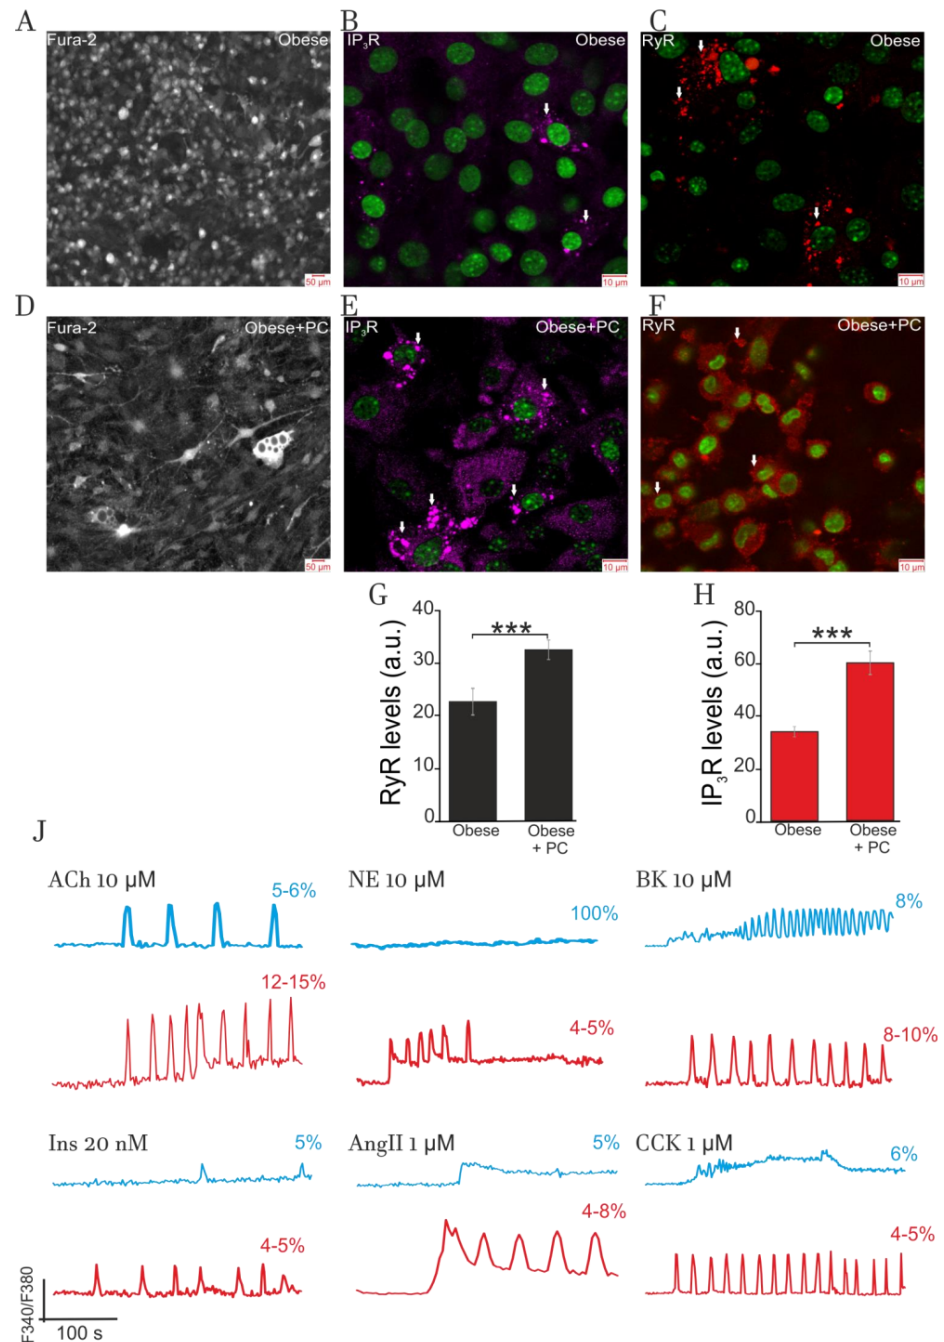 A
B
C
Fura-2 Obese
IP₃R Obese
RyR Obese
50 µm
10 µm
10 µm
D
E
F
Fura-2 Obese+PC
IP₃R Obese+PC
RyR Obese+PC
50 µm
10 µm
10 µm
G
H
40
30
20
10
0
RyR levels (a.u.)
***
Obese
Obese
+ PC
80
60
40
20
0
IP₃R levels (a.u.)
***
Obese
Obese
+ PC
J
ACh 10 µM
5-6%
12-15%
NE 10 µM
100%
4-5%
BK 10 µM
8%
8-10%
Ins 20 nM
5%
4-5%
AngII 1 µM
5%
4-8%
CCK 1 µM
6%
4-5%
F340/F380
100 s